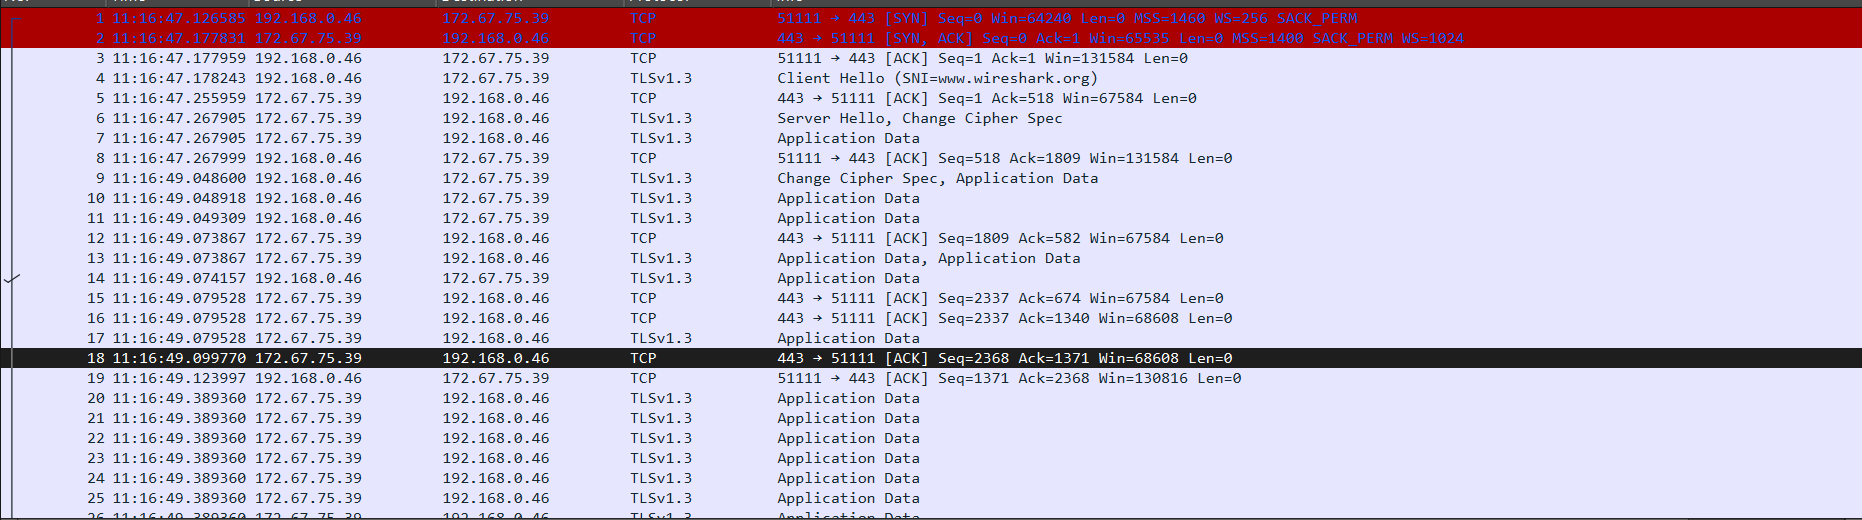 1 11:16:47.126585 192.168.0.46 172.67.75.39 TCP 51111 → 443 [SYN] Seq=0 Win=64240 Len=0 MSS=1460 WS=256 SACK_PERM
2 11:16:47.177831 172.67.75.39 192.168.0.46 TCP 443 → 51111 [SYN, ACK] Seq=0 Ack=1 Win=65535 Len=0 MSS=1400 SACK_PERM WS=1024
3 11:16:47.177959 192.168.0.46 172.67.75.39 TCP 51111 → 443 [ACK] Seq=1 Ack=1 Win=131584 Len=0
4 11:16:47.178243 192.168.0.46 172.67.75.39 TLSv1.3 Client Hello (SNI=www.wireshark.org)
5 11:16:47.255959 172.67.75.39 192.168.0.46 TCP 443 → 51111 [ACK] Seq=1 Ack=518 Win=67584 Len=0
6 11:16:47.267905 172.67.75.39 192.168.0.46 TLSv1.3 Server Hello, Change Cipher Spec
7 11:16:47.267905 172.67.75.39 192.168.0.46 TLSv1.3 Application Data
8 11:16:47.267999 192.168.0.46 172.67.75.39 TCP 51111 → 443 [ACK] Seq=518 Ack=1809 Win=131584 Len=0
9 11:16:49.048600 192.168.0.46 172.67.75.39 TLSv1.3 Change Cipher Spec, Application Data
10 11:16:49.048918 192.168.0.46 172.67.75.39 TLSv1.3 Application Data
11 11:16:49.049309 192.168.0.46 172.67.75.39 TLSv1.3 Application Data
12 11:16:49.073867 172.67.75.39 192.168.0.46 TCP 443 → 51111 [ACK] Seq=1809 Ack=582 Win=67584 Len=0
13 11:16:49.073867 172.67.75.39 192.168.0.46 TLSv1.3 Application Data, Application Data
14 11:16:49.074157 192.168.0.46 172.67.75.39 TLSv1.3 Application Data
15 11:16:49.079528 172.67.75.39 192.168.0.46 TCP 443 → 51111 [ACK] Seq=2337 Ack=674 Win=67584 Len=0
16 11:16:49.079528 172.67.75.39 192.168.0.46 TCP 443 → 51111 [ACK] Seq=2337 Ack=1340 Win=68608 Len=0
17 11:16:49.079528 172.67.75.39 192.168.0.46 TLSv1.3 Application Data
18 11:16:49.099770 172.67.75.39 192.168.0.46 TCP 443 → 51111 [ACK] Seq=2368 Ack=1371 Win=68608 Len=0
19 11:16:49.123997 192.168.0.46 172.67.75.39 TCP 51111 → 443 [ACK] Seq=1371 Ack=2368 Win=130816 Len=0
20 11:16:49.389360 172.67.75.39 192.168.0.46 TLSv1.3 Application Data
21 11:16:49.389360 172.67.75.39 192.168.0.46 TLSv1.3 Application Data
22 11:16:49.389360 172.67.75.39 192.168.0.46 TLSv1.3 Application Data
23 11:16:49.389360 172.67.75.39 192.168.0.46 TLSv1.3 Application Data
24 11:16:49.389360 172.67.75.39 192.168.0.46 TLSv1.3 Application Data
25 11:16:49.389360 172.67.75.39 192.168.0.46 TLSv1.3 Application Data
26 11:16:49.389360 172.67.75.39 192.168.0.46 TLSv1.3 Application Data